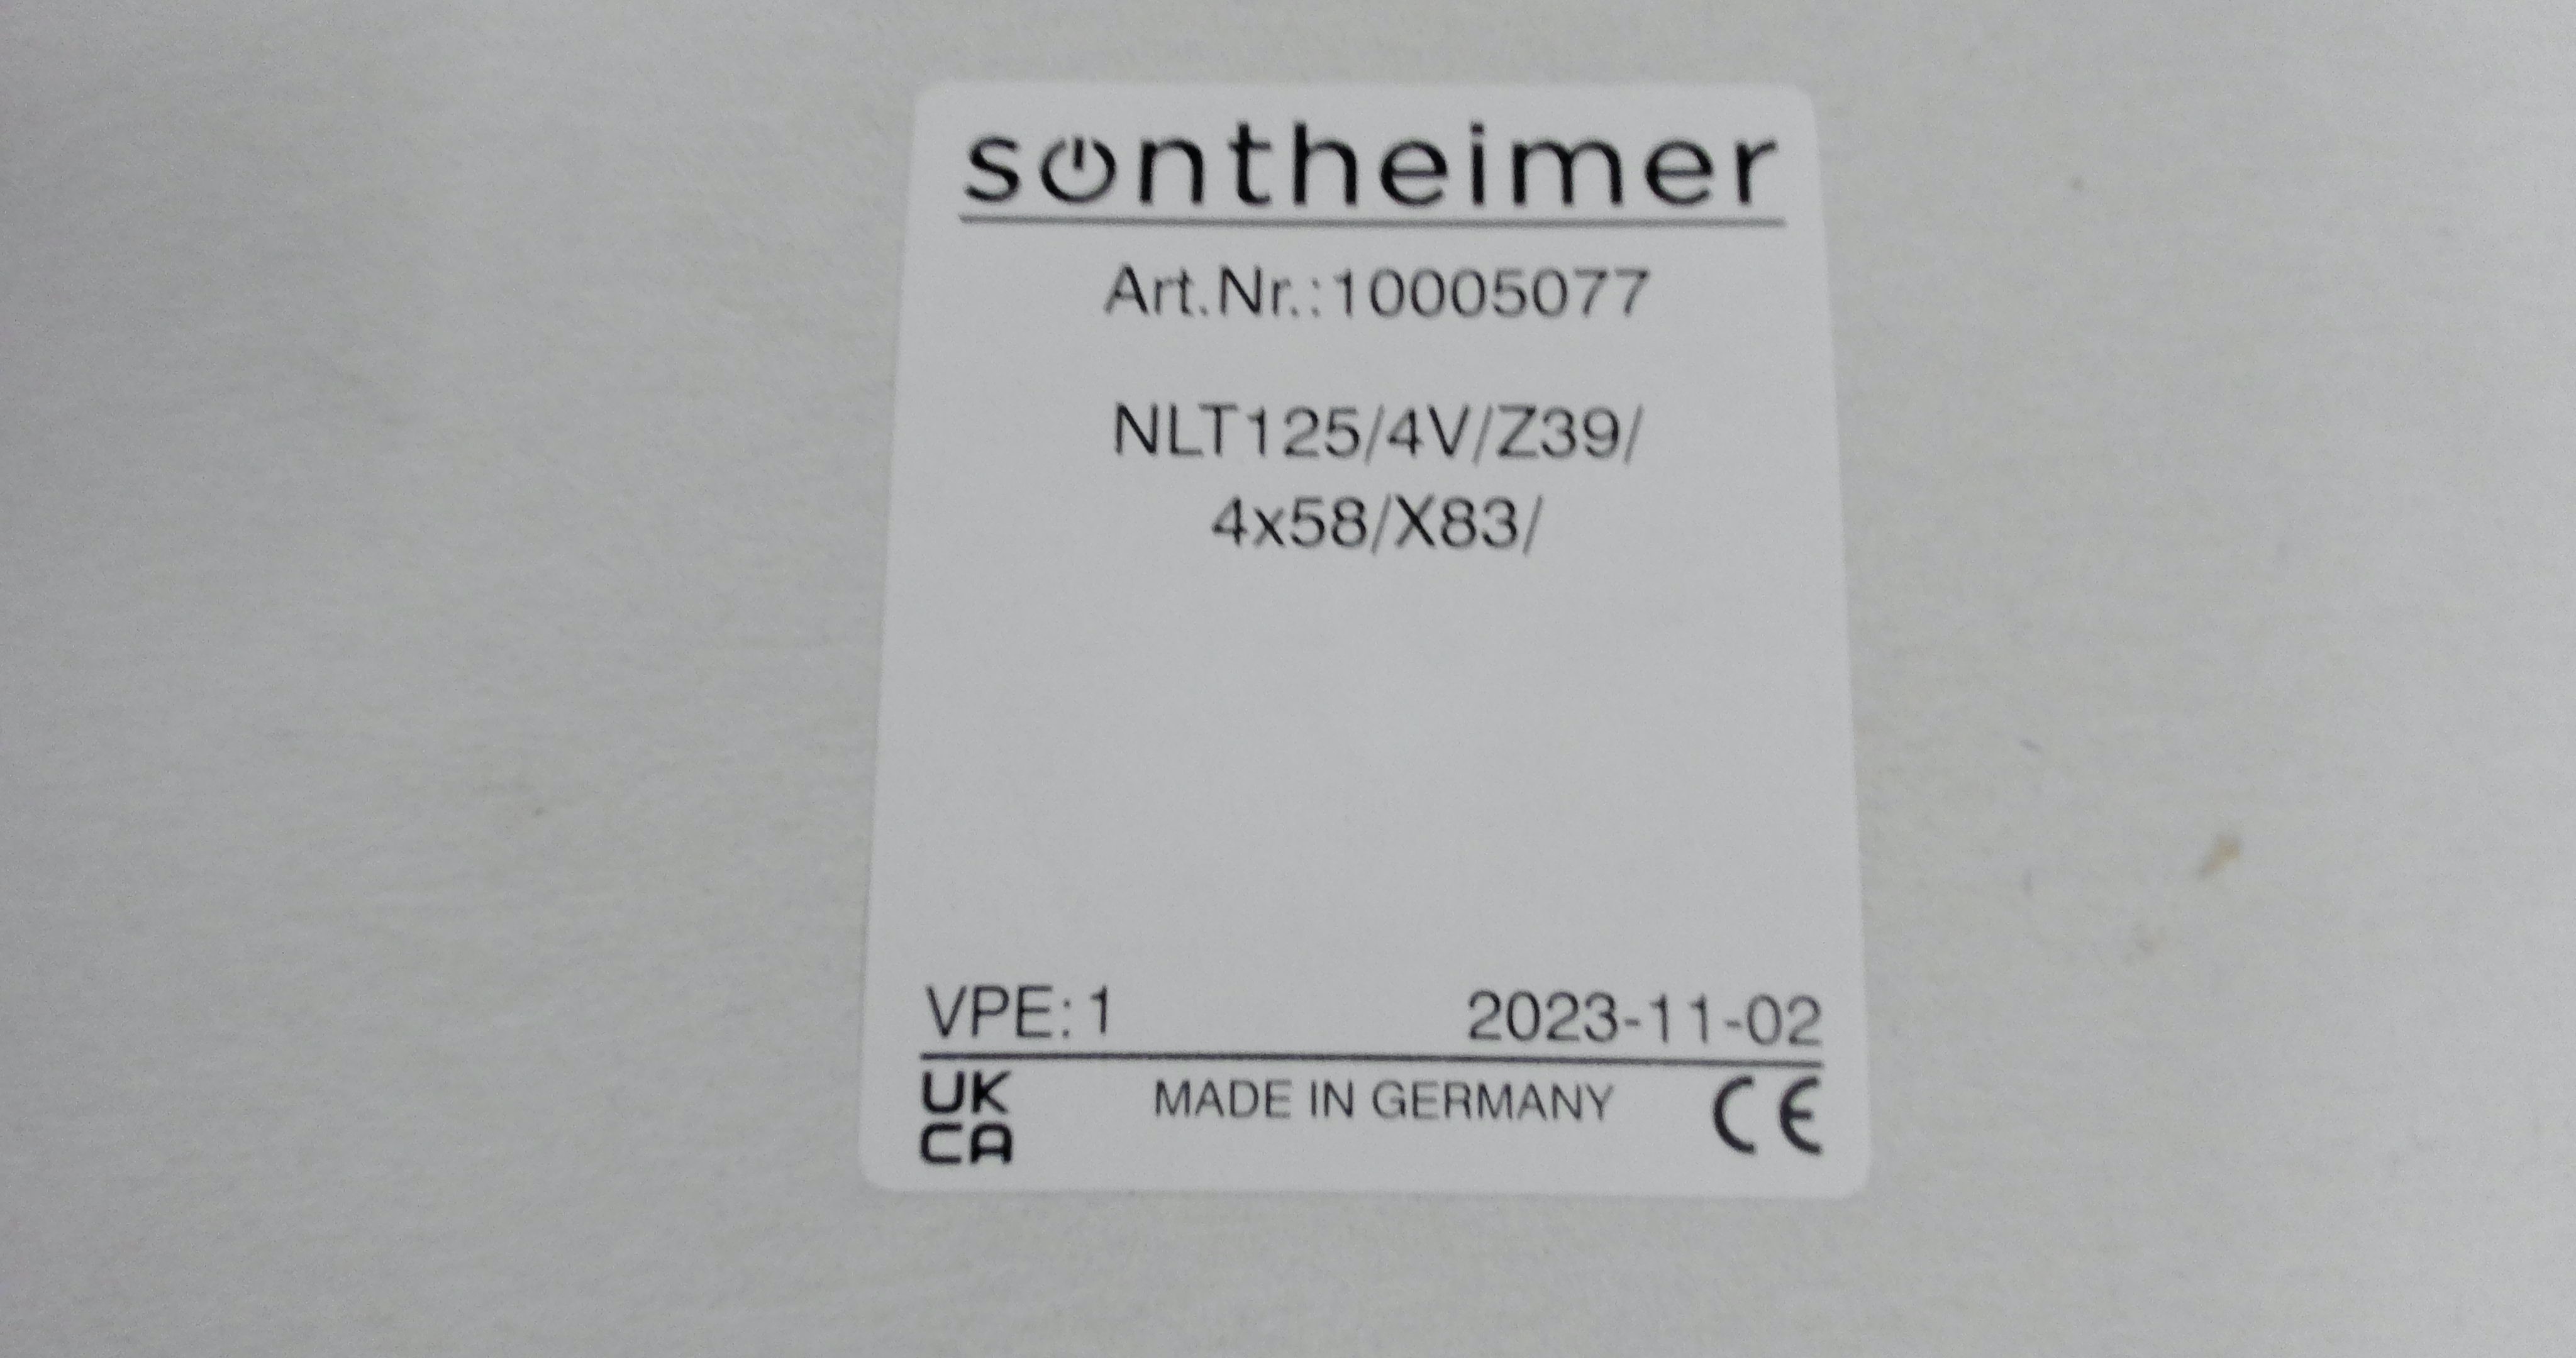 sontheimer
Art.Nr.:10005077
NLT125/4V/Z39/
4x58/X83/
VPE: 1
2023-11-02
UK
CA
MADE IN GERMANY
CE